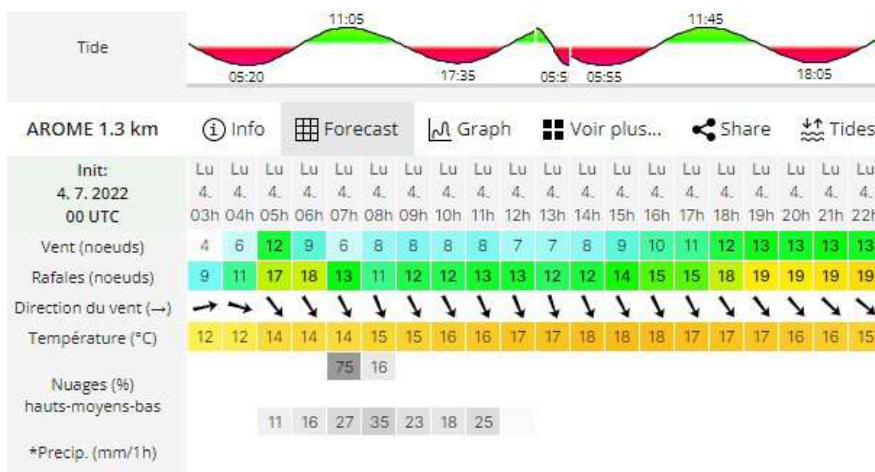 11:05 11:45
Tide
05:20 17:35 05:5 05:55 18:05
AROME 1.3 km Info Forecast Graph Voir plus... Share Tides
Init: Lu Lu Lu Lu Lu Lu Lu Lu Lu Lu Lu Lu Lu Lu Lu Lu Lu Lu Lu Lu
4. 7. 2022 4. 4. 4. 4. 4. 4. 4. 4. 4. 4. 4. 4. 4. 4. 4. 4. 4. 4. 4. 4.
00 UTC 03h 04h 05h 06h 07h 08h 09h 10h 11h 12h 13h 14h 15h 16h 17h 18h 19h 20h 21h 22h
Vent (noeuds) 4 6 12 9 6 8 8 8 8 7 7 8 9 10 11 12 13 13 13 13
Rafales (noeuds) 9 11 17 18 13 11 12 12 13 13 12 12 14 15 15 18 19 19 19 19
Direction du vent (→)
Température (°C) 12 12 14 14 14 15 15 16 16 17 17 18 18 18 17 17 17 16 16 15
75 16
Nuages (%)
hauts-moyens-bas
11 16 27 35 23 18 25
*Precip. (mm/1h)